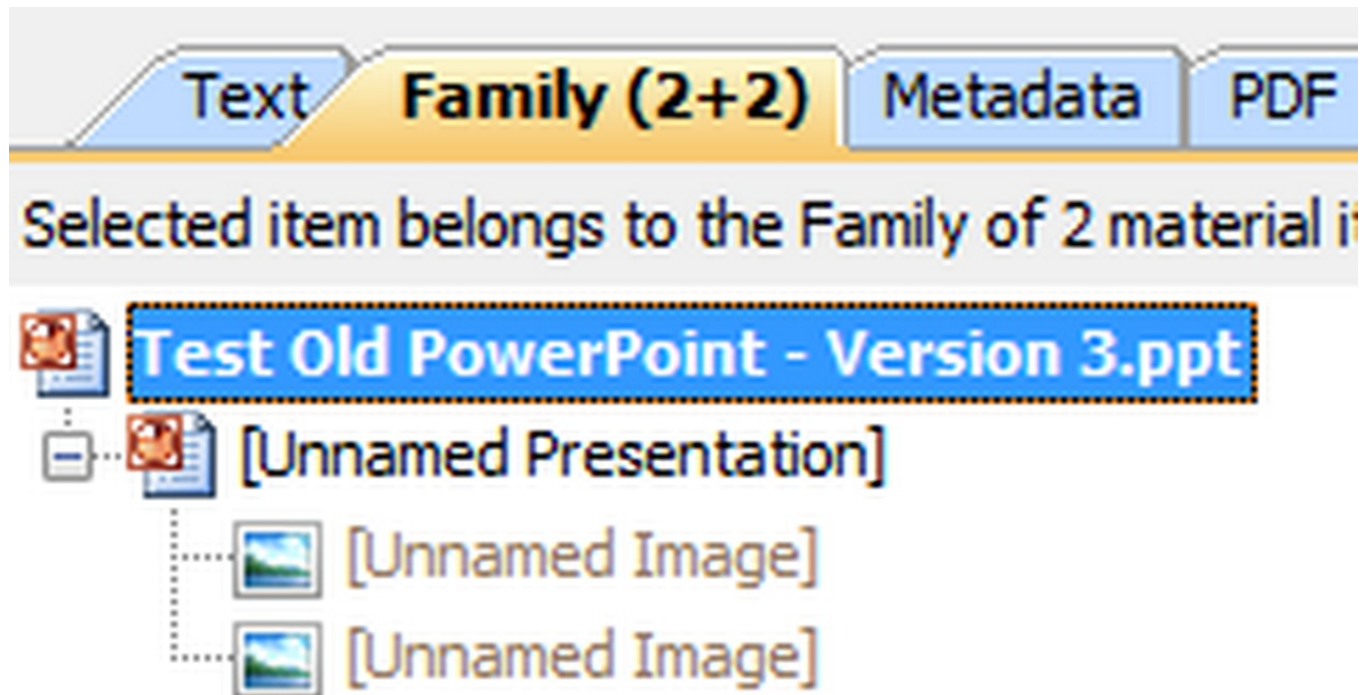 Text Family (2+2) Metadata PDF
Selected item belongs to the Family of 2 material
Test Old PowerPoint - Version 3.ppt
[Unnamed Presentation]
[Unnamed Image]
[Unnamed Image]